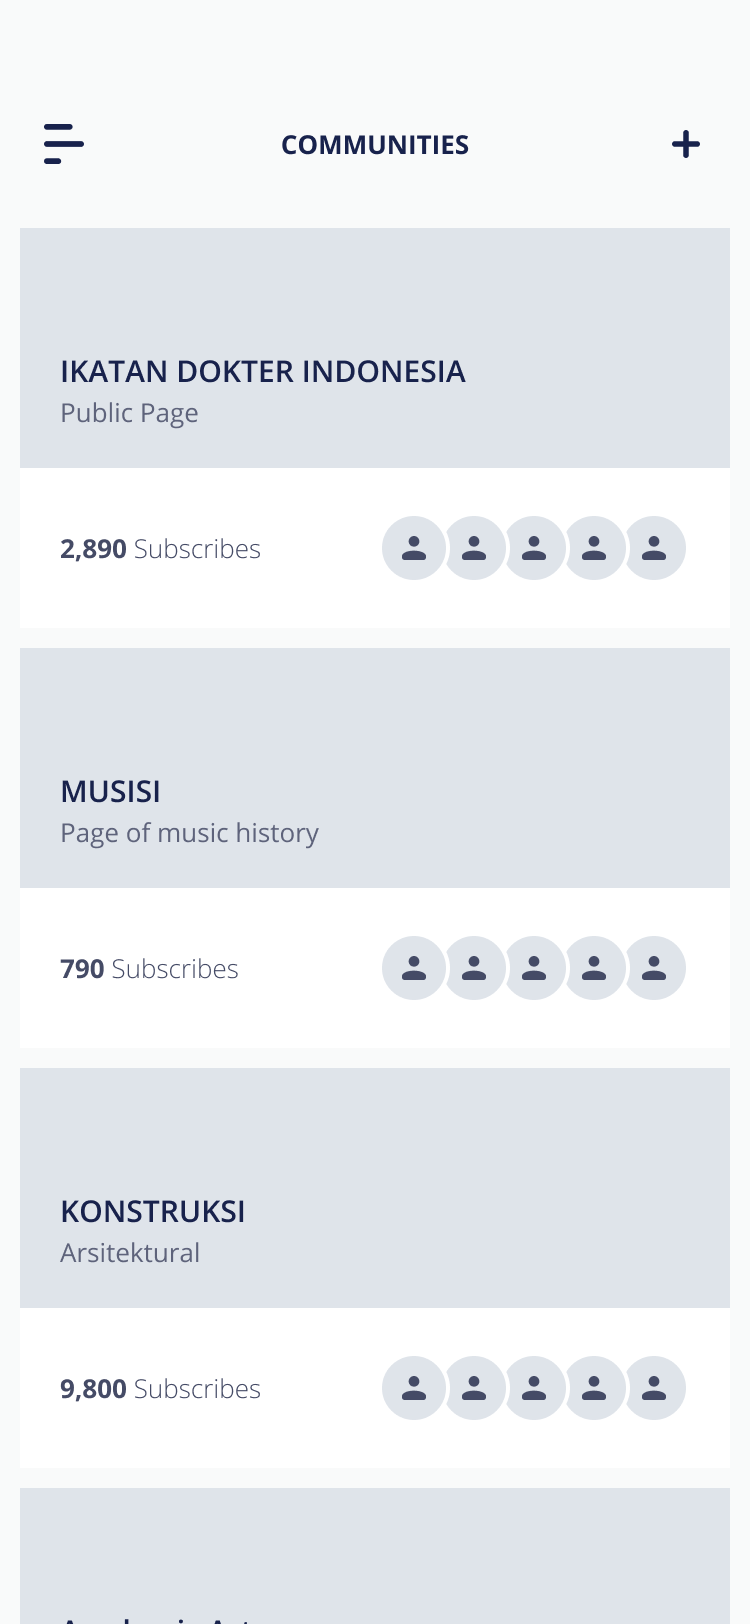 COMMUNITIES
IKATAN DOKTER INDONESIA
Public Page
2,890 Subscribes
MUSISI
Page of music history
790 Subscribes
KONSTRUKSI
Arsitektural
9,800 Subscribes